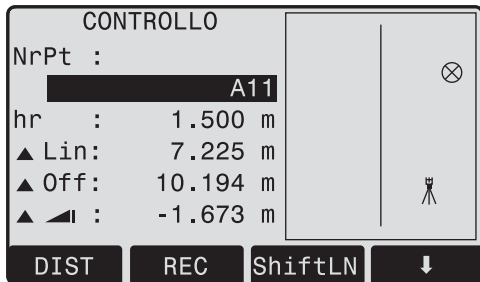 CONTROLLO
NrPt :
A11
hr : 1.500 m
▲ Lin: 7.225 m
▲ Off: 10.194 m
▲ ◢ : -1.673 m
DIST REC ShiftLN ⬇